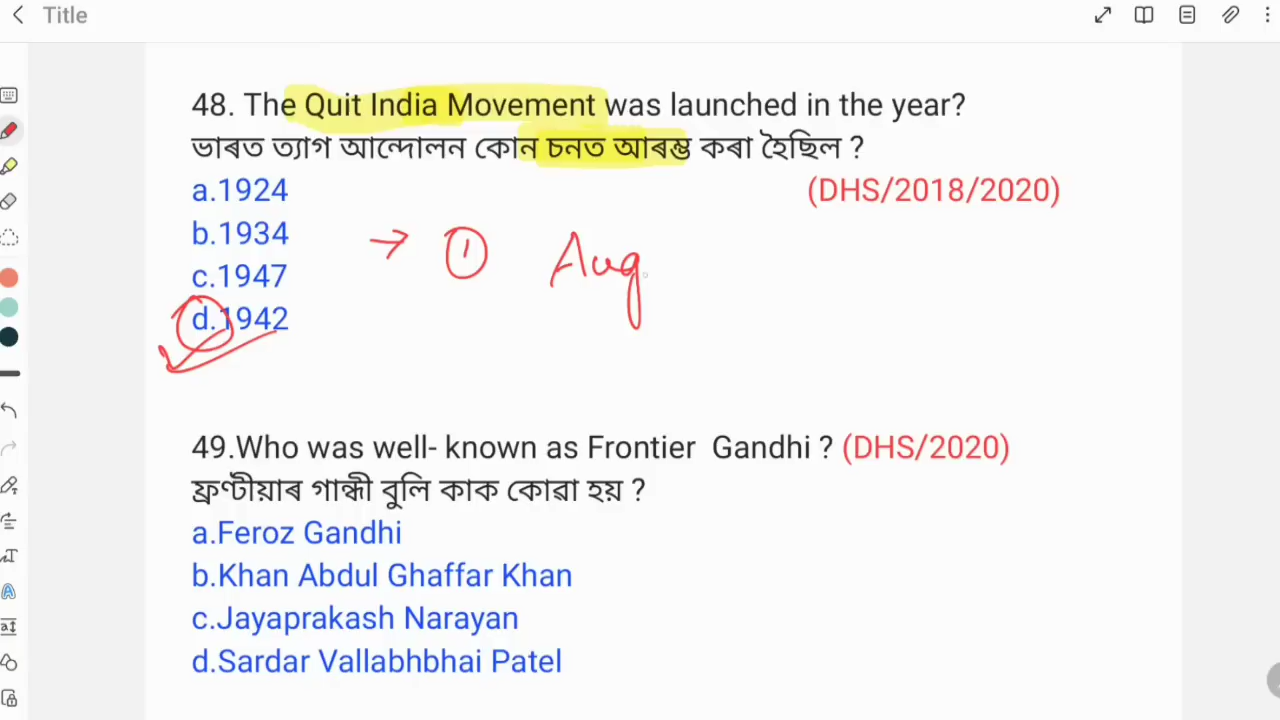 Title
48. The Quit India Movement was launched in the year?
ভাৰত ত্যাগ আন্দোলন কোন চনত আৰম্ভ কৰা হৈছিল ?
a.1924
(DHS/2018/2020)
b.1934
→ 1 Aug
c.1947
d.1942
49.Who was well- known as Frontier Gandhi ? (DHS/2020)
ফ্ৰণ্টীয়াৰ গান্ধী বুলি কাক কোৱা হয় ?
a.Feroz Gandhi
b.Khan Abdul Ghaffar Khan
c.Jayaprakash Narayan
d.Sardar Vallabhbhai Patel